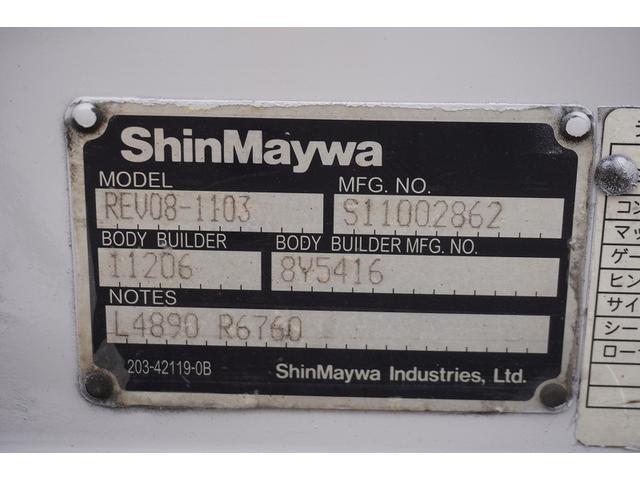 ShinMaywa
MODEL MFG. NO.
REV08-1103 S11002862
BODY BUILDER BODY BUILDER MFG. NO.
11206 8Y5416
NOTES
L4890 R6760
203-42119-0B ShinMaywa Industries, Ltd.
コン
マッ
ゲー
ヒン
サイ
シー
ロー